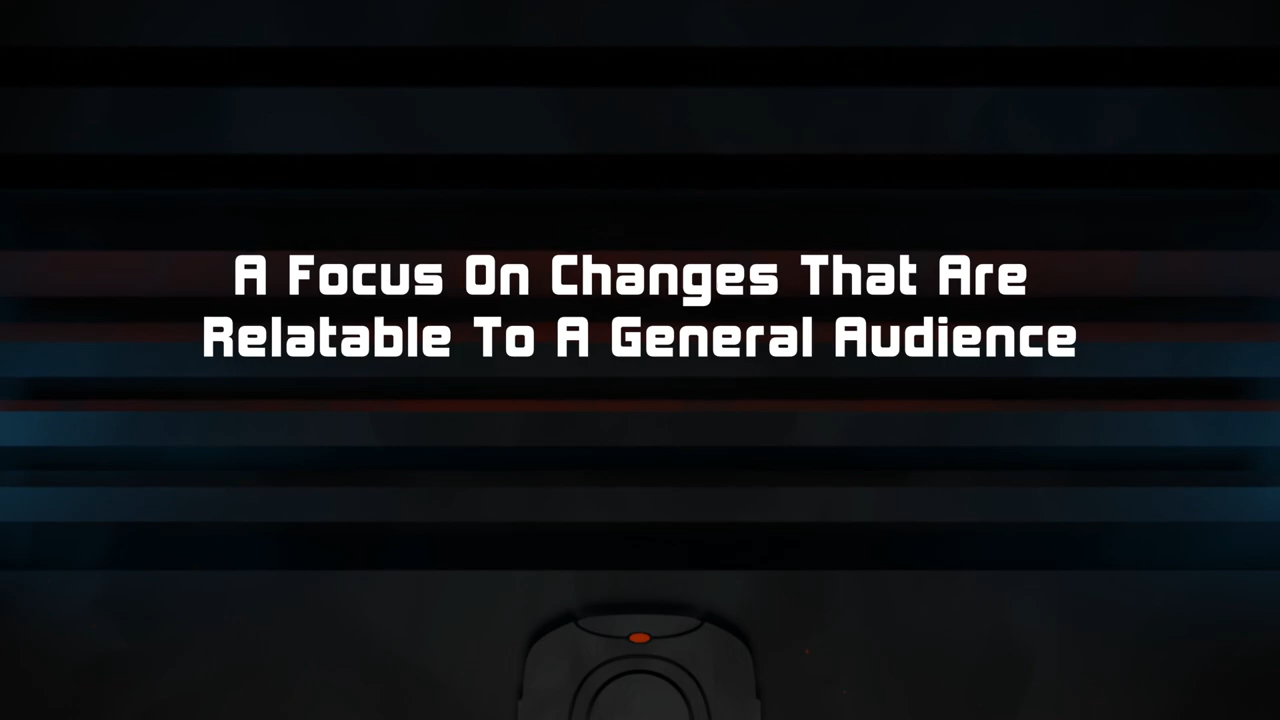 A Focus On Changes That Are
Relatable To A General Audience